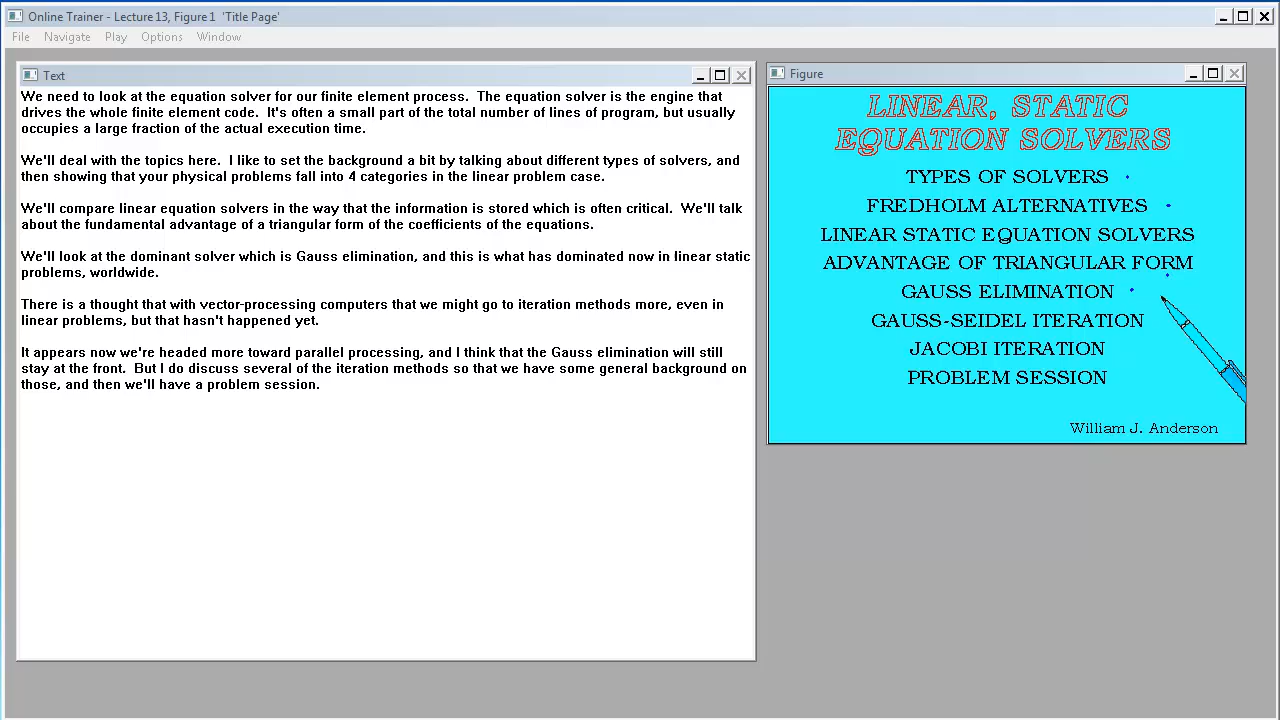 Online Trainer - Lecture 13, Figure 1 'Title Page'
File Navigate Play Options Window
Text
We need to look at the equation solver for our finite element process. The equation solver is the engine that
drives the whole finite element code. It's often a small part of the total number of lines of program, but usually
occupies a large fraction of the actual execution time.
We'll deal with the topics here. I like to set the background a bit by talking about different types of solvers, and
then showing that your physical problems fall into 4 categories in the linear problem case.
We'll compare linear equation solvers in the way that the information is stored which is often critical. We'll talk
about the fundamental advantage of a triangular form of the coefficients of the equations.
We'll look at the dominant solver which is Gauss elimination, and this is what has dominated now in linear static
problems, worldwide.
There is a thought that with vector-processing computers that we might go to iteration methods more, even in
linear problems, but that hasn't happened yet.
It appears now we're headed more toward parallel processing, and I think that the Gauss elimination will still
stay at the front. But I do discuss several of the iteration methods so that we have some general background on
those, and then we'll have a problem session.
Figure
LINEAR, STATIC
EQUATION SOLVERS
TYPES OF SOLVERS
FREDHOLM ALTERNATIVES
LINEAR STATIC EQUATION SOLVERS
ADVANTAGE OF TRIANGULAR FORM
GAUSS ELIMINATION
GAUSS-SEIDEL ITERATION
JACOBI ITERATION
PROBLEM SESSION
William J. Anderson